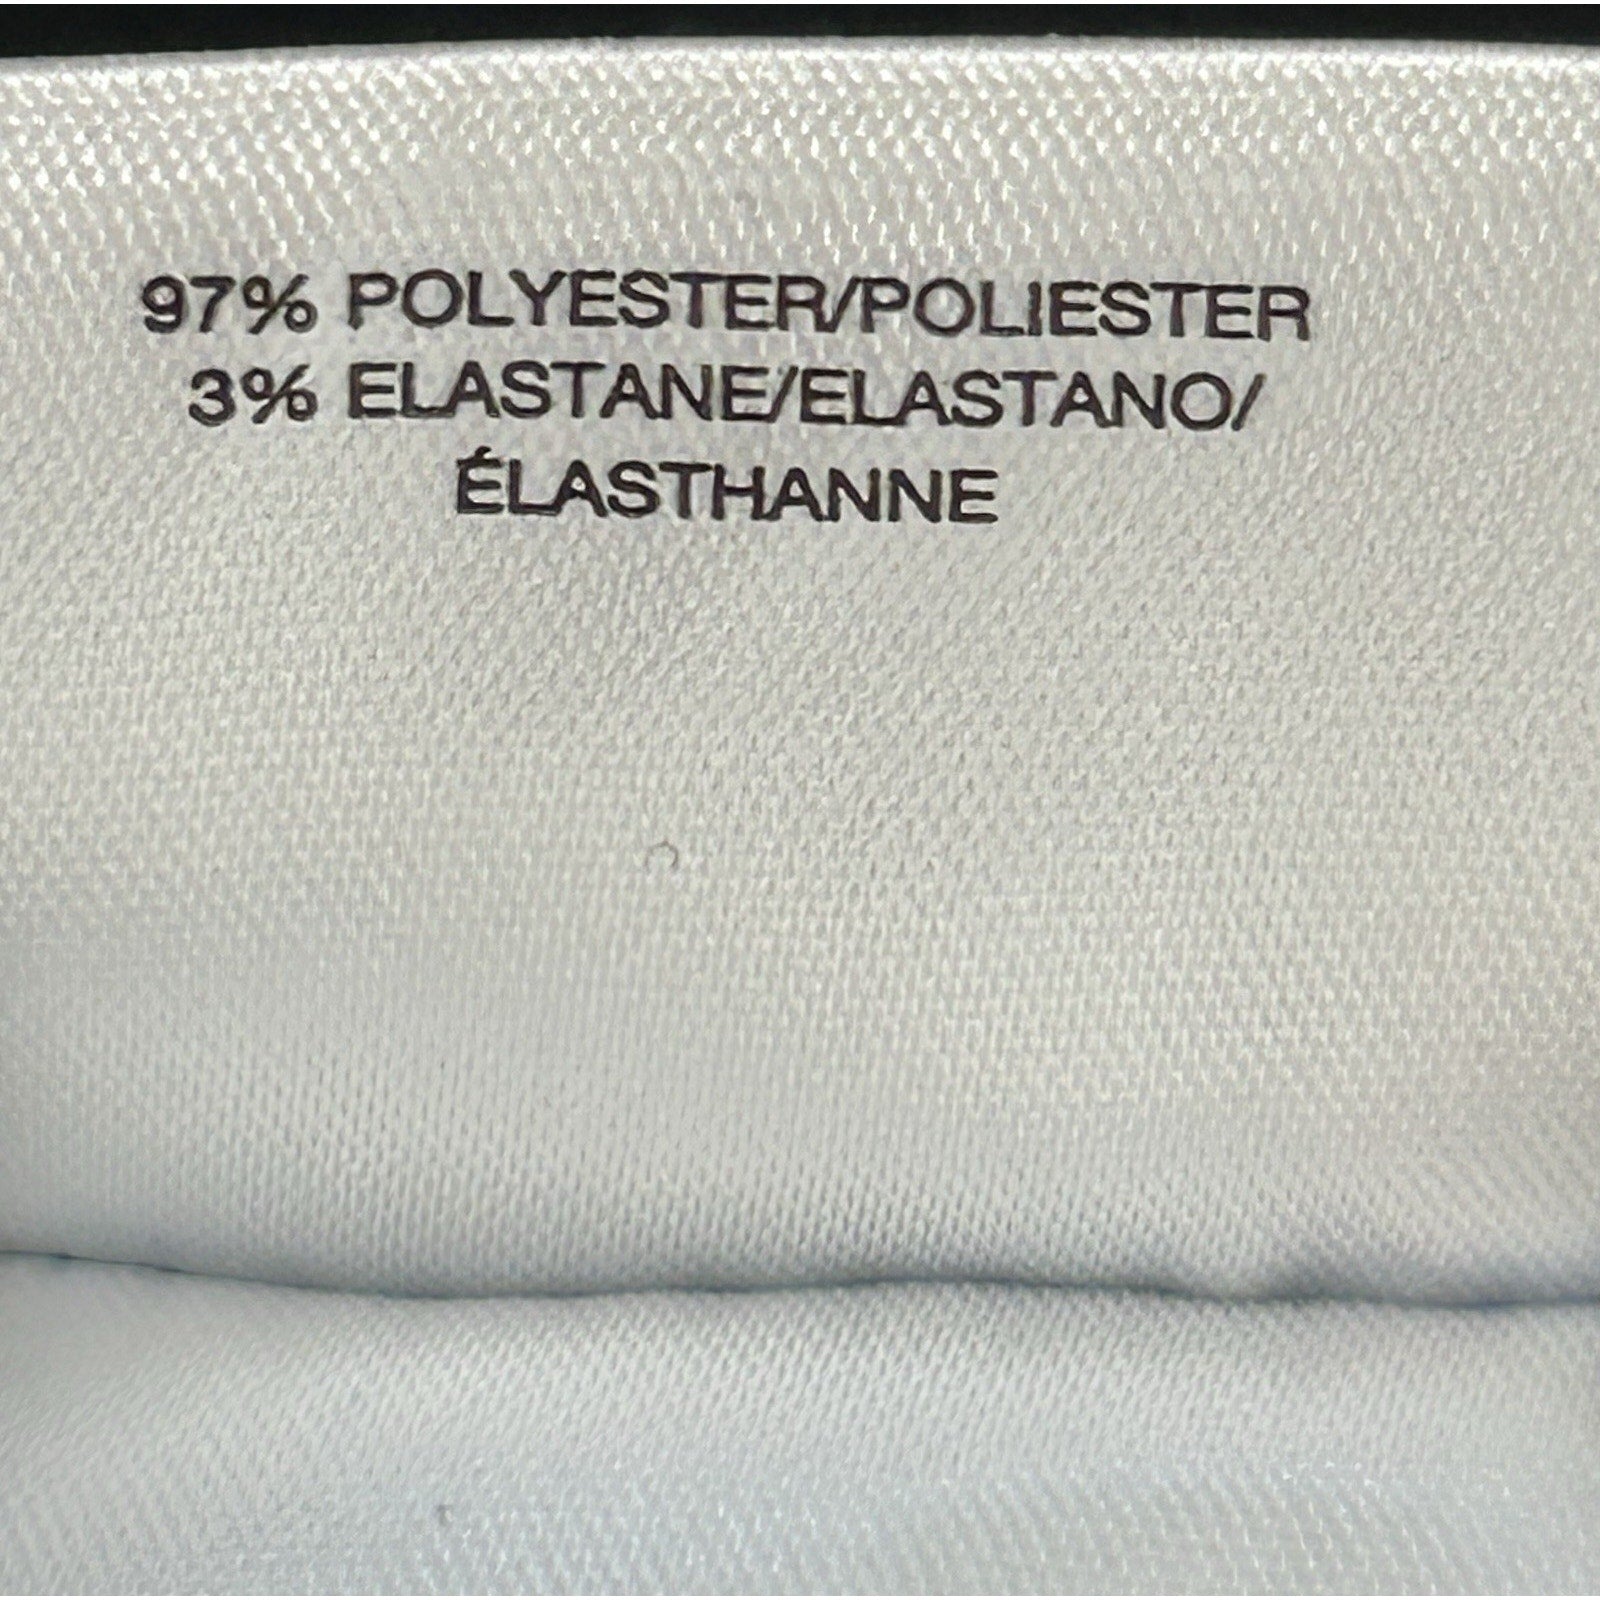 97% POLYESTER/POLIESTER
3% ELASTANE/ELASTANO/
ÉLASTHANNE